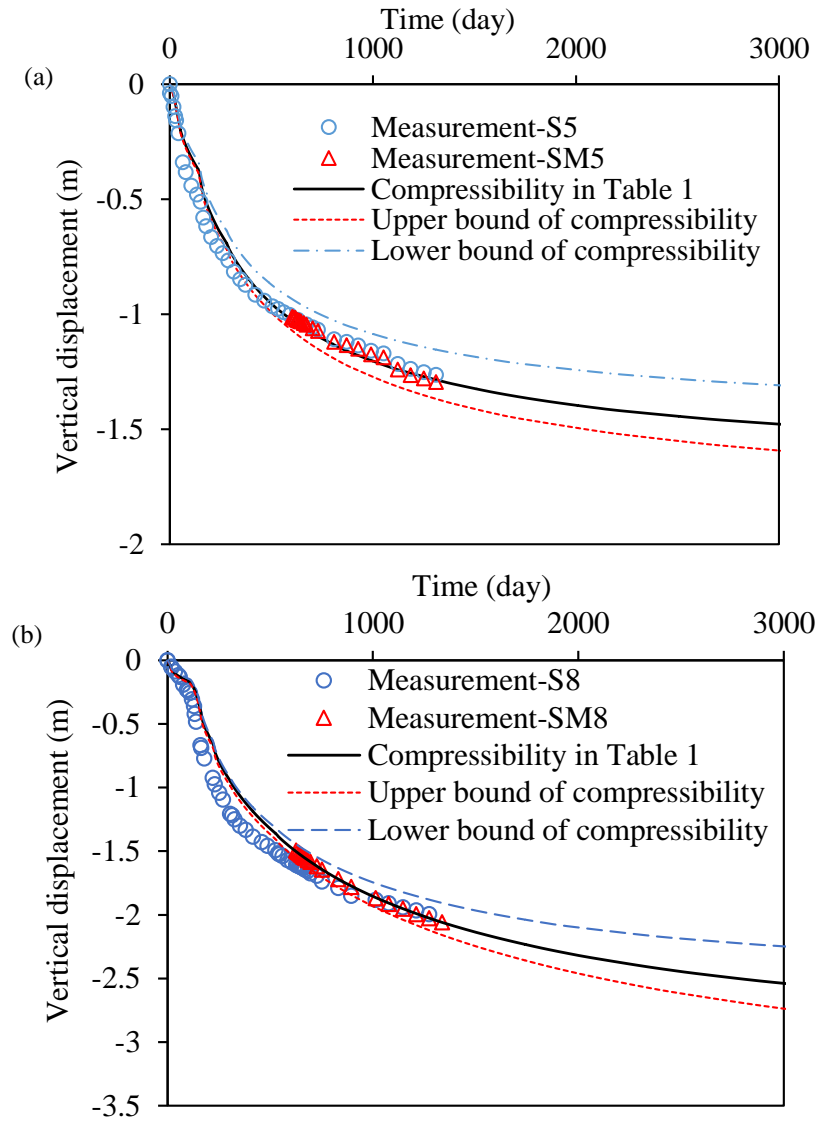 Time (day)
0 1000 2000 3000
(a)
0
-0.5
-1
-1.5
-2
Vertical displacement (m)
Measurement-S5
Measurement-SM5
Compressibility in Table 1
Upper bound of compressibility
Lower bound of compressibility
Time (day)
0 1000 2000 3000
(b)
0
-0.5
-1
-1.5
-2
-2.5
-3
-3.5
Vertical displacement (m)
Measurement-S8
Measurement-SM8
Compressibility in Table 1
Upper bound of compressibility
Lower bound of compressibility